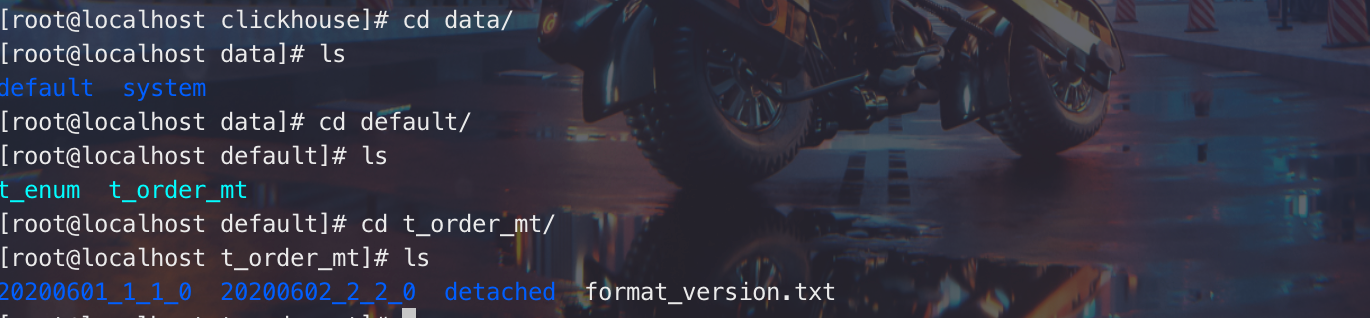 [root@localhost clickhouse]# cd data/
[root@localhost data]# ls
default  system
[root@localhost data]# cd default/
[root@localhost default]# ls
t_enum  t_order_mt
[root@localhost default]# cd t_order_mt/
[root@localhost t_order_mt]# ls
20200601_1_1_0  20200602_2_2_0  detached  format_version.txt